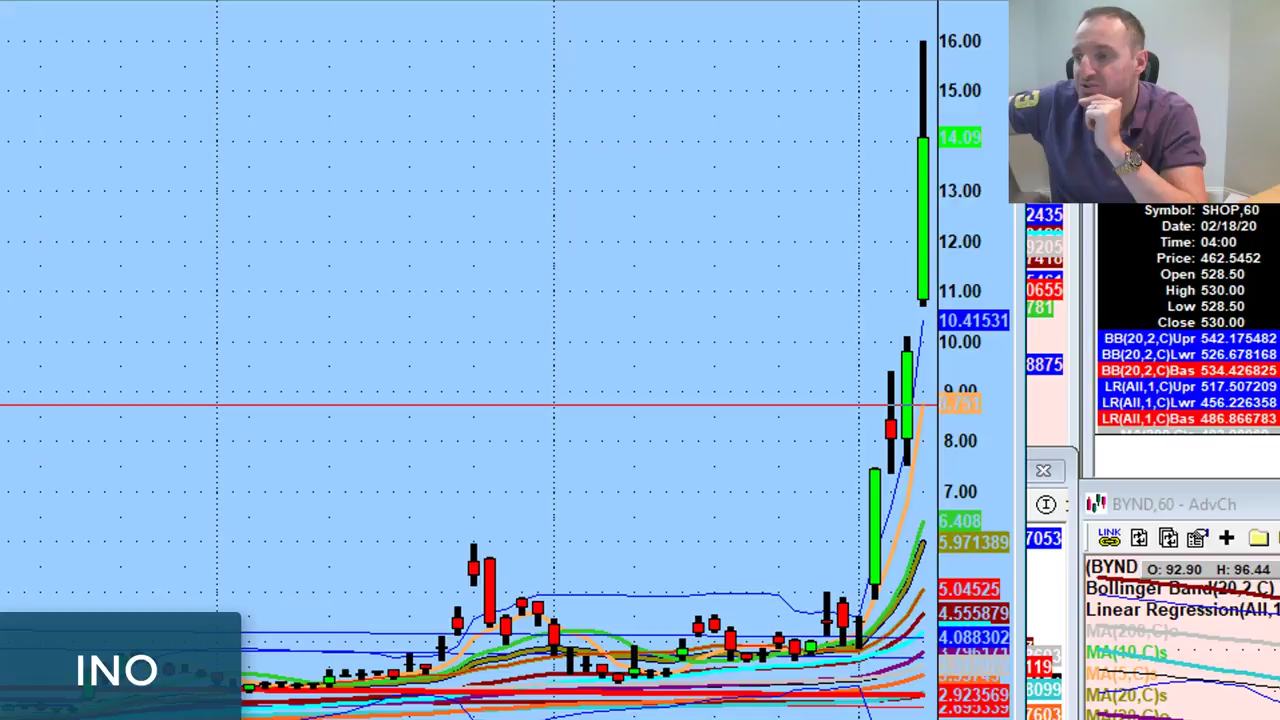 16.00
15.00
14.09
13.00
12.00
11.00
10.41531
10.00
9.00
8.751
8.00
7.00
6.408
5.971389
5.04525
4.555879
4.088302
2.923569
2.695339
INO
2435
9205
0655
781
8875
7053
119
8099
7603
Symbol: SHOP,60
Date: 02/18/20
Time: 04:00
Price: 462.5452
Open 528.50
High 530.00
Low 528.50
Close 530.00
BB(20,2,C)Upr 542.175482
BB(20,2,C)Lwr 526.678168
BB(20,2,C)Bas 534.426825
LR(All,1,C)Upr 517.507209
LR(All,1,C)Lwr 456.226358
LR(All,1,C)Bas 486.866783
BYND,60 - AdvCh
LINK
(BYND O: 92.90 H: 96.44
Bollinger Band(20,2,C)
Linear Regression(All,1
MA(200,C)c
MA(10,C)s
MA(5,C)s
MA(20,C)s